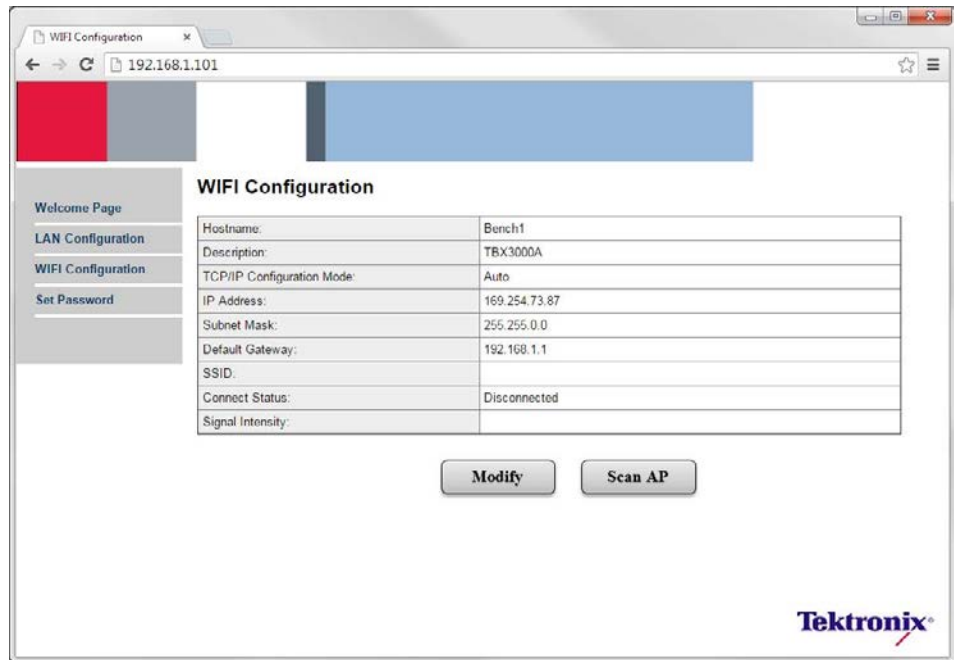 WIFI Configuration
192.168.1.101
WIFI Configuration
Welcome Page
LAN Configuration
WIFI Configuration
Set Password
Hostname: Bench1
Description: TBX3000A
TCP/IP Configuration Mode: Auto
IP Address: 169.254.73.87
Subnet Mask: 255.255.0.0
Default Gateway: 192.168.1.1
SSID:
Connect Status: Disconnected
Signal Intensity:
Modify Scan AP
Tektronix